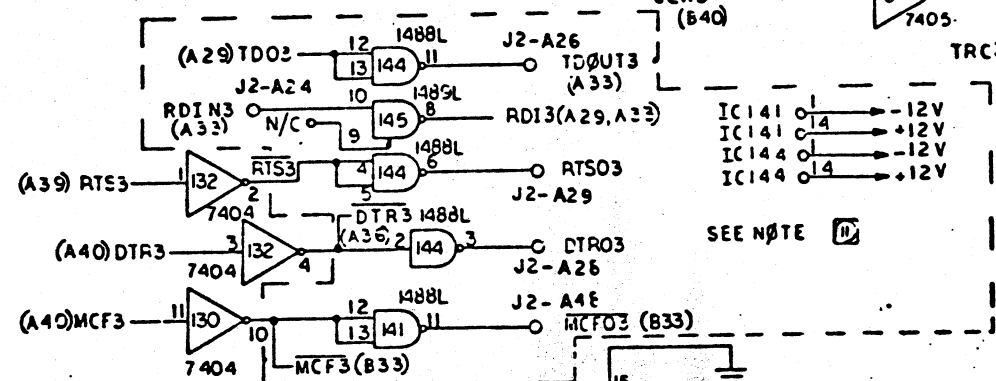 (B40)
7405
TRC3
1488L
J2-A26
(A29)TDO3
12
13
144
11
TDØUT3
(A33)
J2-A24
1489L
RDIN3
(A33)
10
N/C
9
145
8
RDI3(A29,A33)
1488L
(A39) RTS3
1
132
2
7404
RTS3
4
5
144
6
RTSO3
J2-A29
DTR3
1488L
(A36,
(A40)DTR3
3
132
4
7404
2
144
3
DTRO3
J2-A28
1488L
J2-A48
(A40)MCF3
11
130
10
7404
12
13
141
11
MCFO3 (B33)
MCF3(B33)
IC141 1 -12V
IC141 14 +12V
IC144 1 -12V
IC144 14 +12V
SEE NØTE 11